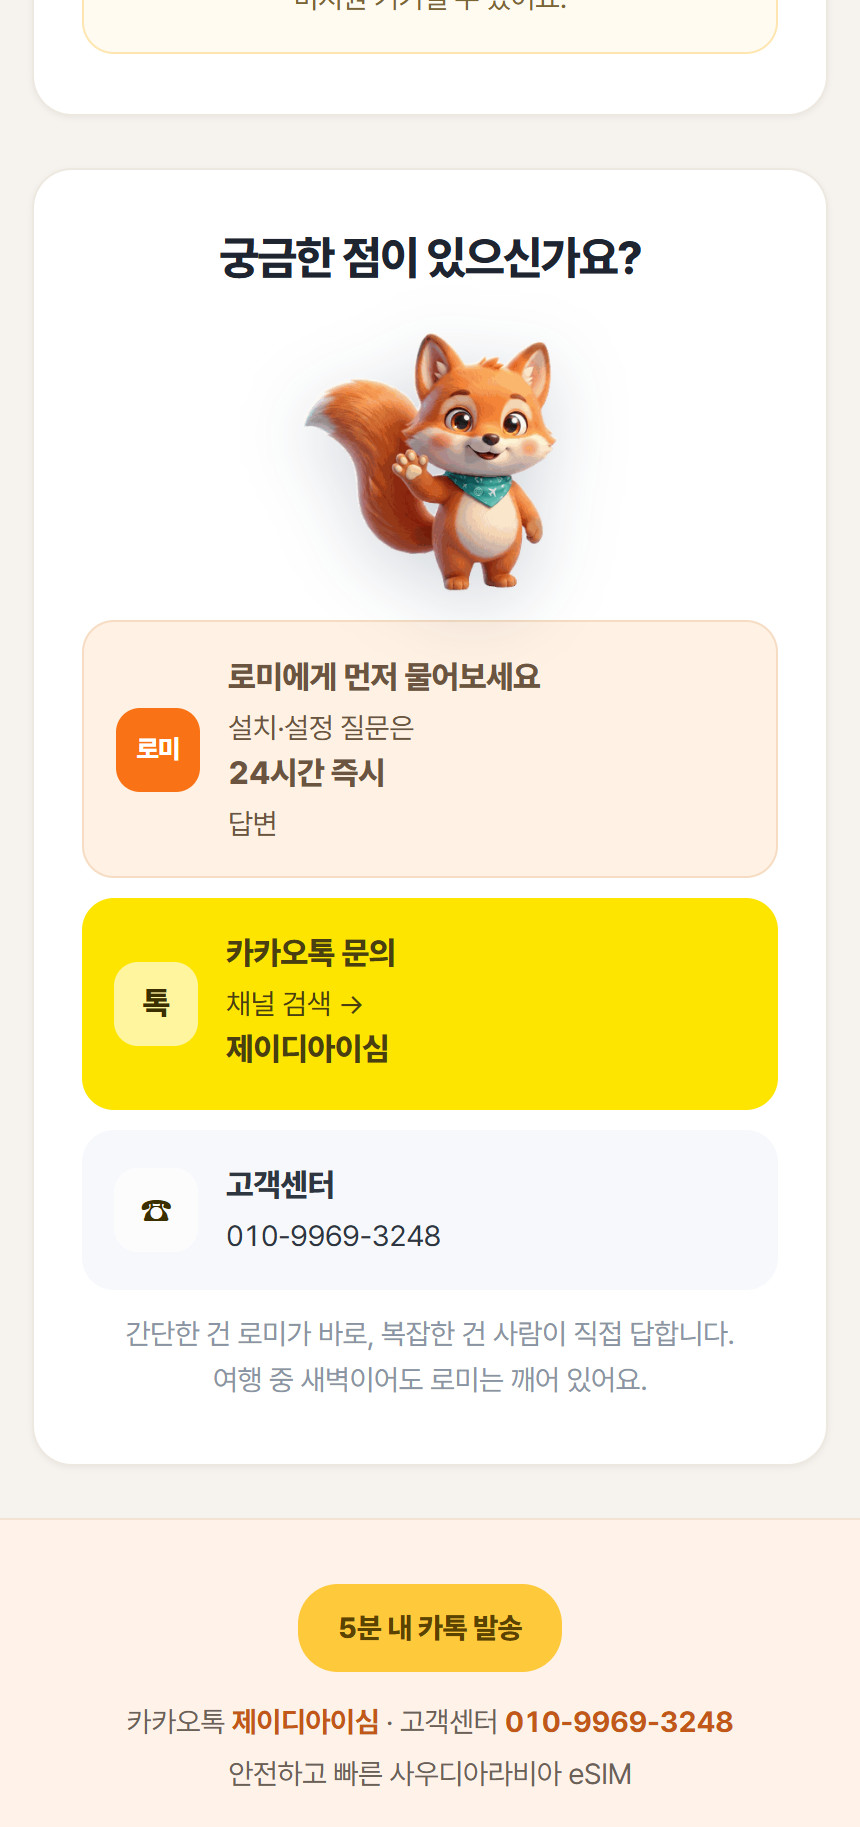 궁금한 점이 있으신가요?
로미
로미에게 먼저 물어보세요
설치·설정 질문은
24시간 즉시
답변
톡
카카오톡 문의
채널 검색 →
제이디아이심
☎
고객센터
010-9969-3248
간단한 건 로미가 바로, 복잡한 건 사람이 직접 답합니다.
여행 중 새벽이어도 로미는 깨어 있어요.
5분 내 카톡 발송
카카오톡 제이디아이심 · 고객센터 010-9969-3248
안전하고 빠른 사우디아라비아 eSIM